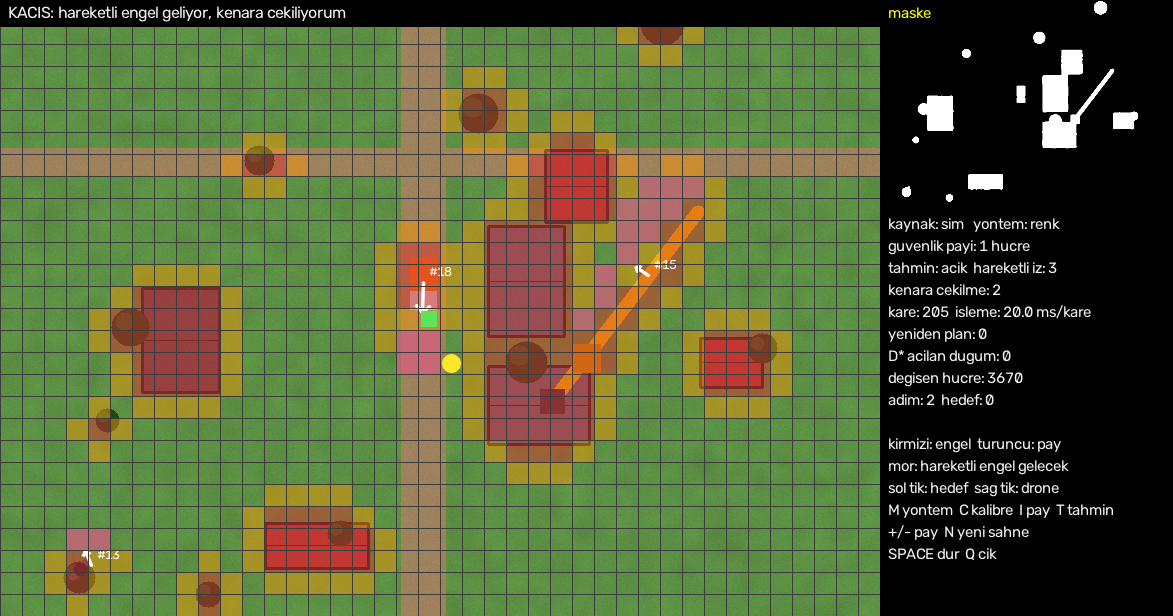 KACIS: hareketli engel geliyor, kenara cekiliyorum
maske
#18
#15
#13
kaynak: sim yontem: renk
guvenlik payi: 1 hucre
tahmin: acik hareketli iz: 3
kenara cekilme: 2
kare: 205 isleme: 20.0 ms/kare
yeniden plan: 0
D* acilan dugum: 0
degisen hucre: 3670
adim: 2 hedef: 0
kirmizi: engel turuncu: pay
mor: hareketli engel gelecek
sol tik: hedef sag tik: drone
M yontem C kalibre I pay T tahmin
+/- pay N yeni sahne
SPACE dur Q cik